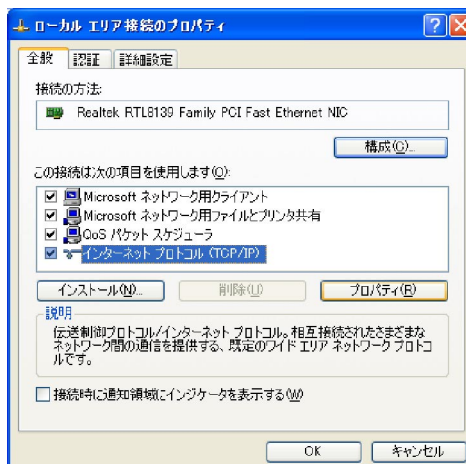 ローカル エリア接続のプロパティ
全般
認証
詳細設定
接続の方法:
Realtek RTL8139 Family PCI Fast Ethernet NIC
構成(C)...
この接続は次の項目を使用します(O):
Microsoft ネットワーク用クライアント
Microsoft ネットワーク用ファイルとプリンタ共有
QoS パケット スケジューラ
インターネット プロトコル (TCP/IP)
インストール(N)...
削除(U)
プロパティ(R)
説明
伝送制御プロトコル/インターネット プロトコル。相互接続されたさまざまな
ネットワーク間の通信を提供する、既定のワイド エリア ネットワーク プロトコ
ルです。
接続時に通知領域にインジケータを表示する(W)
OK
キャンセル